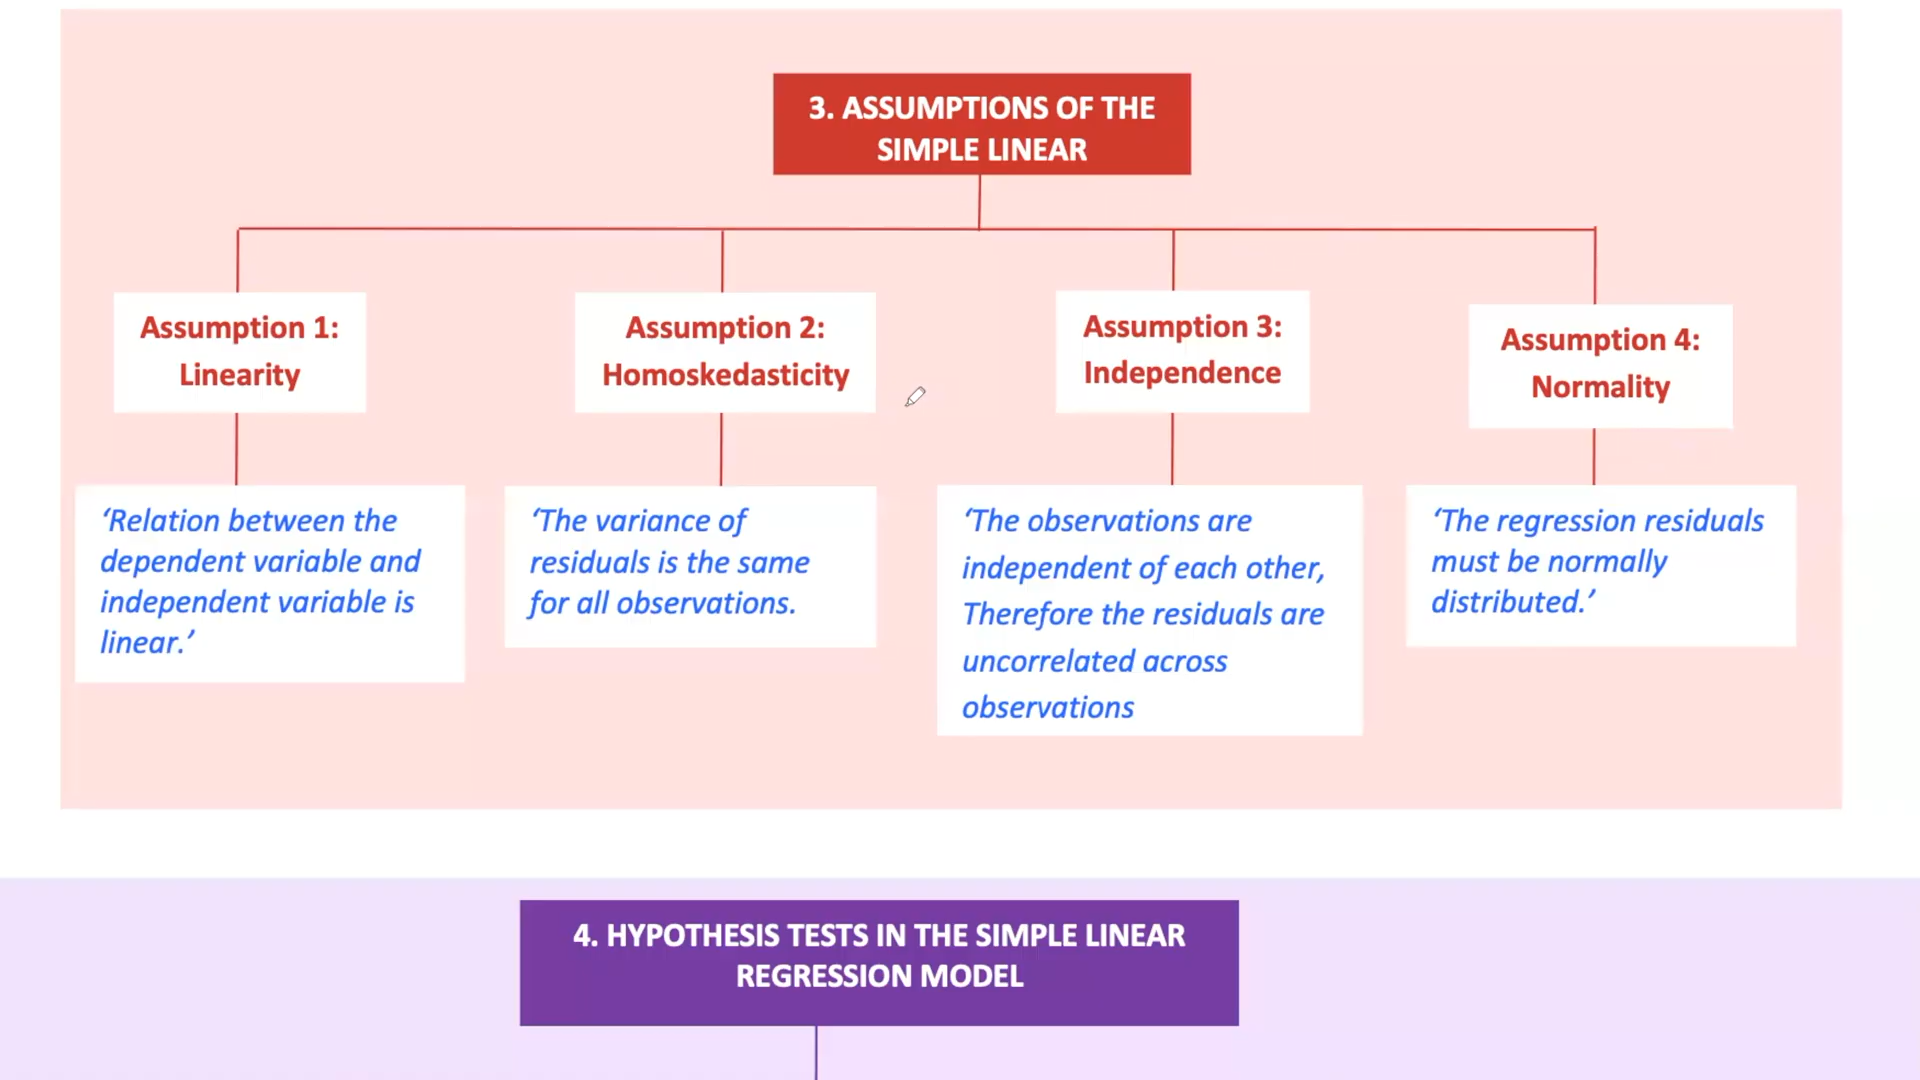 3. ASSUMPTIONS OF THE
SIMPLE LINEAR
Assumption 1:
Linearity
Assumption 2:
Homoskedasticity
Assumption 3:
Independence
Assumption 4:
Normality
‘Relation between the
dependent variable and
independent variable is
linear.’
‘The variance of
residuals is the same
for all observations.
‘The observations are
independent of each other,
Therefore the residuals are
uncorrelated across
observations
‘The regression residuals
must be normally
distributed.’
4. HYPOTHESIS TESTS IN THE SIMPLE LINEAR
REGRESSION MODEL